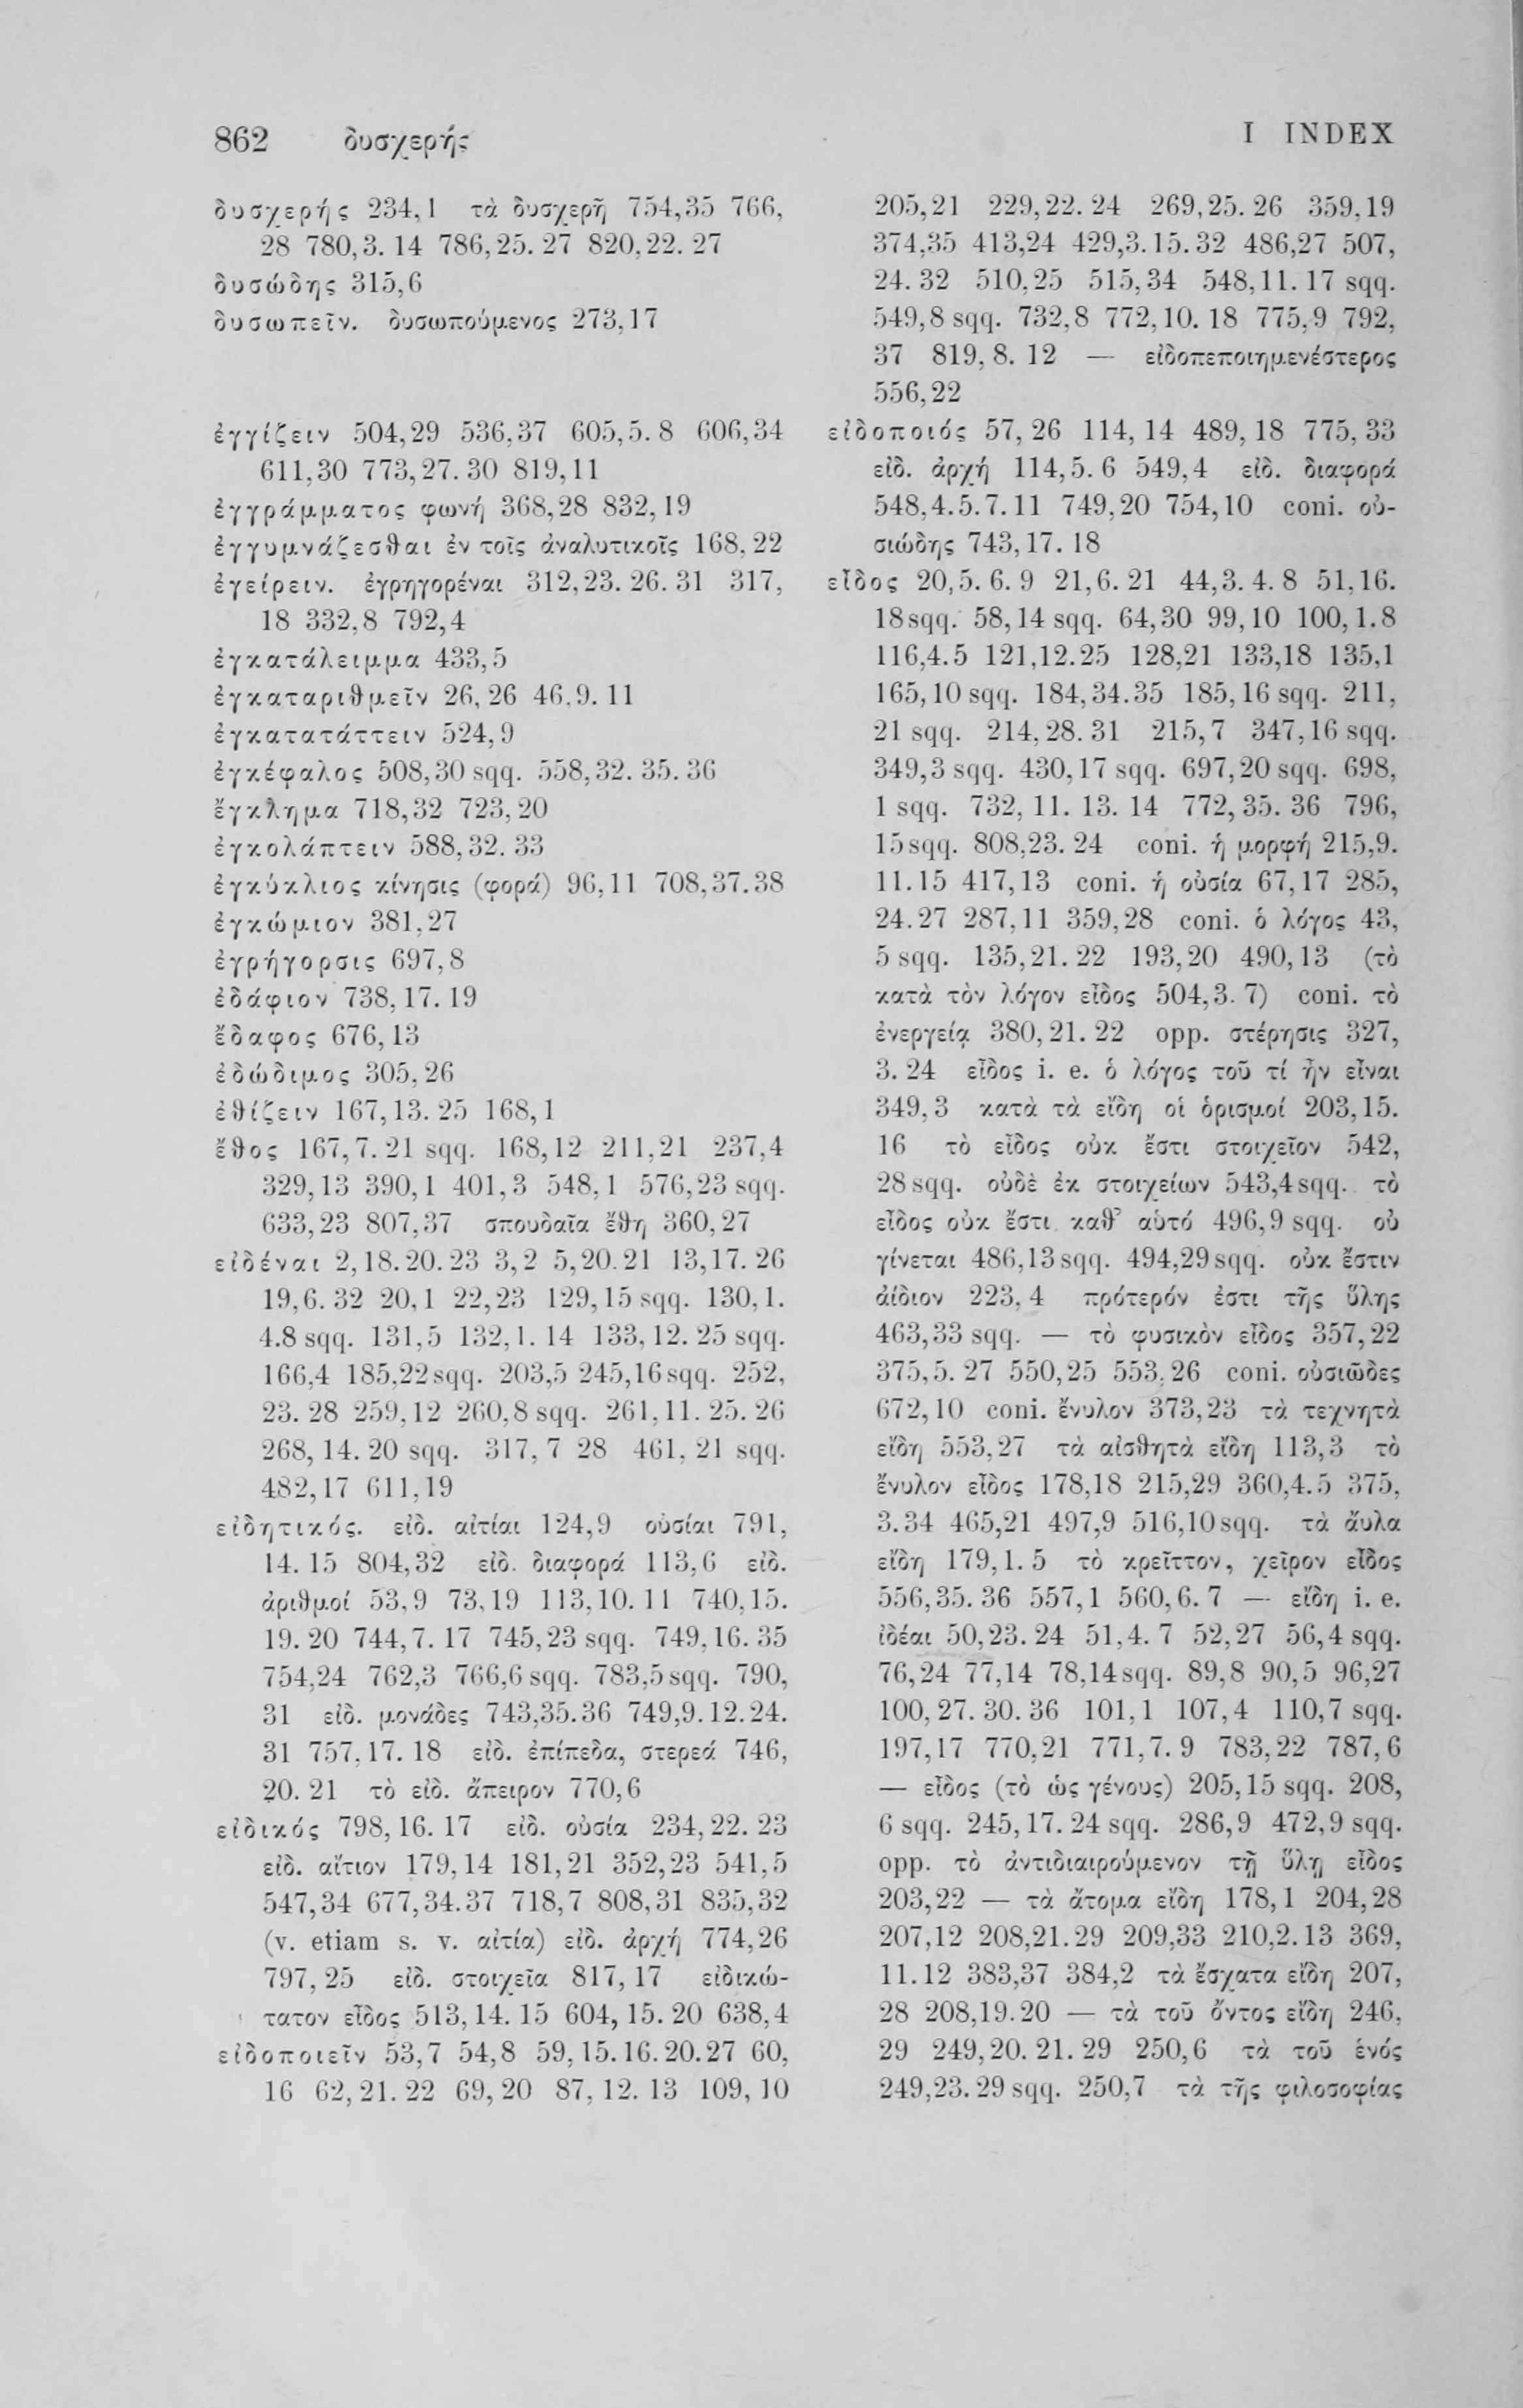 862 δυσχερής
I INDEX
δυσχερής 234,1 τὰ δυσχερῆ 754,35 766,
28 780,3. 14 786,25. 27 820,22. 27
δυσώδης 315,6
δυσωπεῖν. δυσωπούμενος 273,17
ἐγγίζειν 504,29 536,37 605,5. 8 606,34
611,30 773,27. 30 819,11
ἐγγράμματος φωνή 368,28 832,19
ἐγγυμνάζεσθαι ἐν τοῖς ἀναλυτικοῖς 168,22
ἐγείρειν. ἐγρηγορέναι 312,23. 26. 31 317,
18 332,8 792,4
ἐγκατάλειμμα 433,5
ἐγκαταριθμεῖν 26,26 46,9. 11
ἐγκατατάττειν 524,9
ἐγκέφαλος 508,30 sqq. 558,32. 35. 36
ἔγκλημα 718,32 723,20
ἐγκολάπτειν 588,32. 33
ἐγκύκλιος κίνησις (φορά) 96,11 708,37.38
ἐγκώμιον 381,27
ἐγρήγορσις 697,8
ἐδάφιον 738,17. 19
ἔδαφος 676,13
ἐδώδιμος 305,26
ἐθίζειν 167,13. 25 168,1
ἔθος 167,7. 21 sqq. 168,12 211,21 237,4
329,13 390,1 401,3 548,1 576,23 sqq.
633,23 807,37 σπουδαῖα ἔθη 360,27
εἰδέναι 2,18. 20. 23 3,2 5,20. 21 13,17. 26
19,6. 32 20,1 22,23 129,15 sqq. 130,1.
4.8 sqq. 131,5 132,1. 14 133,12. 25 sqq.
166,4 185,22 sqq. 203,5 245,16 sqq. 252,
23. 28 259,12 260,8 sqq. 261,11. 25. 26
268,14. 20 sqq. 317,7 28 461,21 sqq.
482,17 611,19
εἰδητικός. εἰδ. αἰτίαι 124,9 οὐσίαι 791,
14. 15 804,32 εἰδ. διαφορά 113,6 εἰδ.
ἀριθμοί 53,9 73,19 113,10. 11 740,15.
19. 20 744,7. 17 745,23 sqq. 749,16. 35
754,24 762,3 766,6 sqq. 783,5 sqq. 790,
31 εἰδ. μονάδες 743,35.36 749,9.12.24.
31 757,17. 18 εἰδ. ἐπίπεδα, στερεά 746,
20. 21 τὸ εἰδ. ἄπειρον 770,6
εἰδικός 798,16. 17 εἰδ. οὐσία 234,22. 23
εἰδ. αἴτιον 179,14 181,21 352,23 541,5
547,34 677,34.37 718,7 808,31 835,32
(v. etiam s. v. αἰτία) εἰδ. ἀρχή 774,26
797,25 εἰδ. στοιχεῖα 817,17 εἰδικώ-
τατον εἶδος 513,14. 15 604,15. 20 638,4
εἰδοποιεῖν 53,7 54,8 59,15.16.20.27 60,
16 62,21. 22 69,20 87,12. 13 109,10
205,21 229,22. 24 269,25. 26 359,19
374,35 413,24 429,3.15.32 486,27 507,
24. 32 510,25 515,34 548,11. 17 sqq.
549,8 sqq. 732,8 772,10. 18 775,9 792,
37 819,8. 12 — εἰδοπεποιημενέστερος
556,22
εἰδοποιός 57,26 114,14 489,18 775,33
εἰδ. ἀρχή 114,5. 6 549,4 εἰδ. διαφορά
548,4.5.7.11 749,20 754,10 coni. οὐ-
σιώδης 743,17. 18
εἶδος 20,5. 6. 9 21,6. 21 44,3. 4. 8 51,16.
18 sqq. 58,14 sqq. 64,30 99,10 100,1.8
116,4.5 121,12.25 128,21 133,18 135,1
165,10 sqq. 184,34.35 185,16 sqq. 211,
21 sqq. 214,28. 31 215,7 347,16 sqq.
349,3 sqq. 430,17 sqq. 697,20 sqq. 698,
1 sqq. 732,11. 13. 14 772,35. 36 796,
15 sqq. 808,23. 24 coni. ἡ μορφή 215,9.
11.15 417,13 coni. ἡ οὐσία 67,17 285,
24.27 287,11 359,28 coni. ὁ λόγος 43,
5 sqq. 135,21. 22 193,20 490,13 (τὸ
κατὰ τὸν λόγον εἶδος 504,3. 7) coni. τὸ
ἐνεργείᾳ 380,21. 22 opp. στέρησις 327,
3. 24 εἶδος i. e. ὁ λόγος τοῦ τί ἦν εἶναι
349,3 κατὰ τὰ εἴδη οἱ ὁρισμοί 203,15.
16 τὸ εἶδος οὐκ ἔστι στοιχεῖον 542,
28 sqq. οὐδὲ ἐκ στοιχείων 543,4 sqq. τὸ
εἶδος οὐκ ἔστι καθ’ αὑτό 496,9 sqq. οὐ
γίνεται 486,13 sqq. 494,29 sqq. οὐκ ἔστιν
ἀίδιον 223,4 πρότερόν ἐστι τῆς ὕλης
463,33 sqq. — τὸ φυσικὸν εἶδος 357,22
375,5. 27 550,25 553,26 coni. οὐσιῶδες
672,10 coni. ἔνυλον 373,23 τὰ τεχνητὰ
εἴδη 553,27 τὰ αἰσθητὰ εἴδη 113,3 τὸ
ἔνυλον εἶδος 178,18 215,29 360,4.5 375,
3.34 465,21 497,9 516,10 sqq. τὰ ἄυλα
εἴδη 179,1. 5 τὸ κρεῖττον, χεῖρον εἶδος
556,35. 36 557,1 560,6. 7 — εἴδη i. e.
ἰδέαι 50,23. 24 51,4. 7 52,27 56,4 sqq.
76,24 77,14 78,14 sqq. 89,8 90,5 96,27
100,27. 30. 36 101,1 107,4 110,7 sqq.
197,17 770,21 771,7. 9 783,22 787,6
— εἶδος (τὸ ὡς γένους) 205,15 sqq. 208,
6 sqq. 245,17. 24 sqq. 286,9 472,9 sqq.
opp. τὸ ἀντιδιαιρούμενον τῇ ὕλῃ εἶδος
203,22 — τὰ ἄτομα εἴδη 178,1 204,28
207,12 208,21.29 209,33 210,2.13 369,
11.12 383,37 384,2 τὰ ἔσχατα εἴδη 207,
28 208,19.20 — τὰ τοῦ ὄντος εἴδη 246,
29 249,20. 21. 29 250,6 τὰ τοῦ ἑνός
249,23. 29 sqq. 250,7 τὰ τῆς φιλοσοφίας